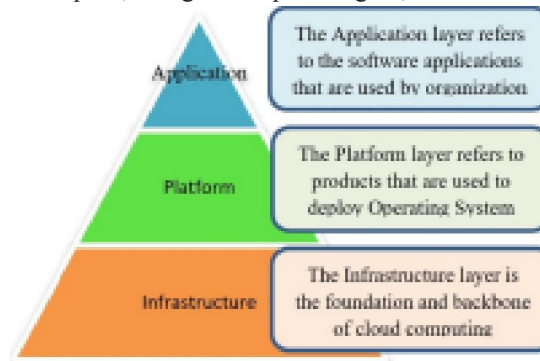 Application
The Application layer refers
to the software applications
that are used by organization
Platform
The Platform layer refers to
products that are used to
deploy Operating System
Infrastructure
The Infrastructure layer is
the foundation and backbone
of cloud computing